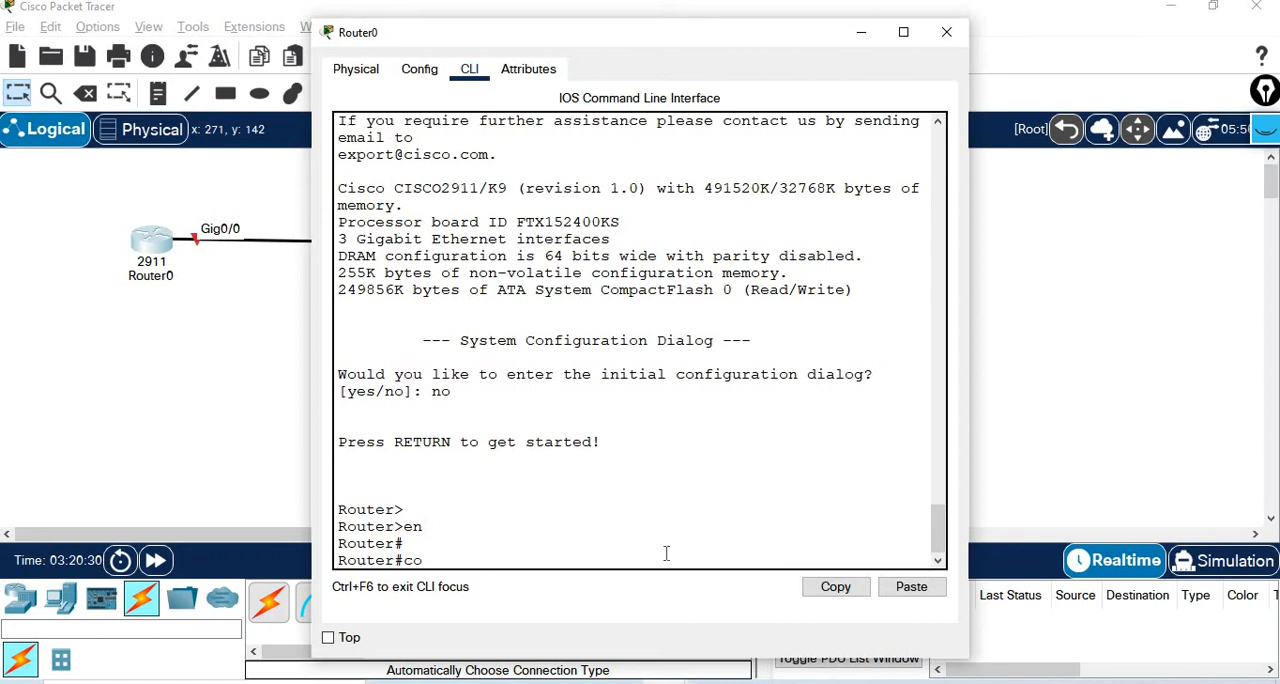 Cisco Packet Tracer
File Edit Options View Tools Extensions W
Logical Physical x: 271, y: 142
[Root] 05:5
Gig0/0
2911
Router0
Router0
Physical Config CLI Attributes
IOS Command Line Interface
If you require further assistance please contact us by sending
email to
export@cisco.com.
Cisco CISCO2911/K9 (revision 1.0) with 491520K/32768K bytes of
memory.
Processor board ID FTX152400KS
3 Gigabit Ethernet interfaces
DRAM configuration is 64 bits wide with parity disabled.
255K bytes of non-volatile configuration memory.
249856K bytes of ATA System CompactFlash 0 (Read/Write)
--- System Configuration Dialog ---
Would you like to enter the initial configuration dialog?
[yes/no]: no
Press RETURN to get started!
Router>
Router>en
Router#
Router#co
Ctrl+F6 to exit CLI focus
Copy Paste
Top
Time: 03:20:30
Realtime Simulation
Last Status Source Destination Type Color
Automatically Choose Connection Type
Toggle PDU List Window